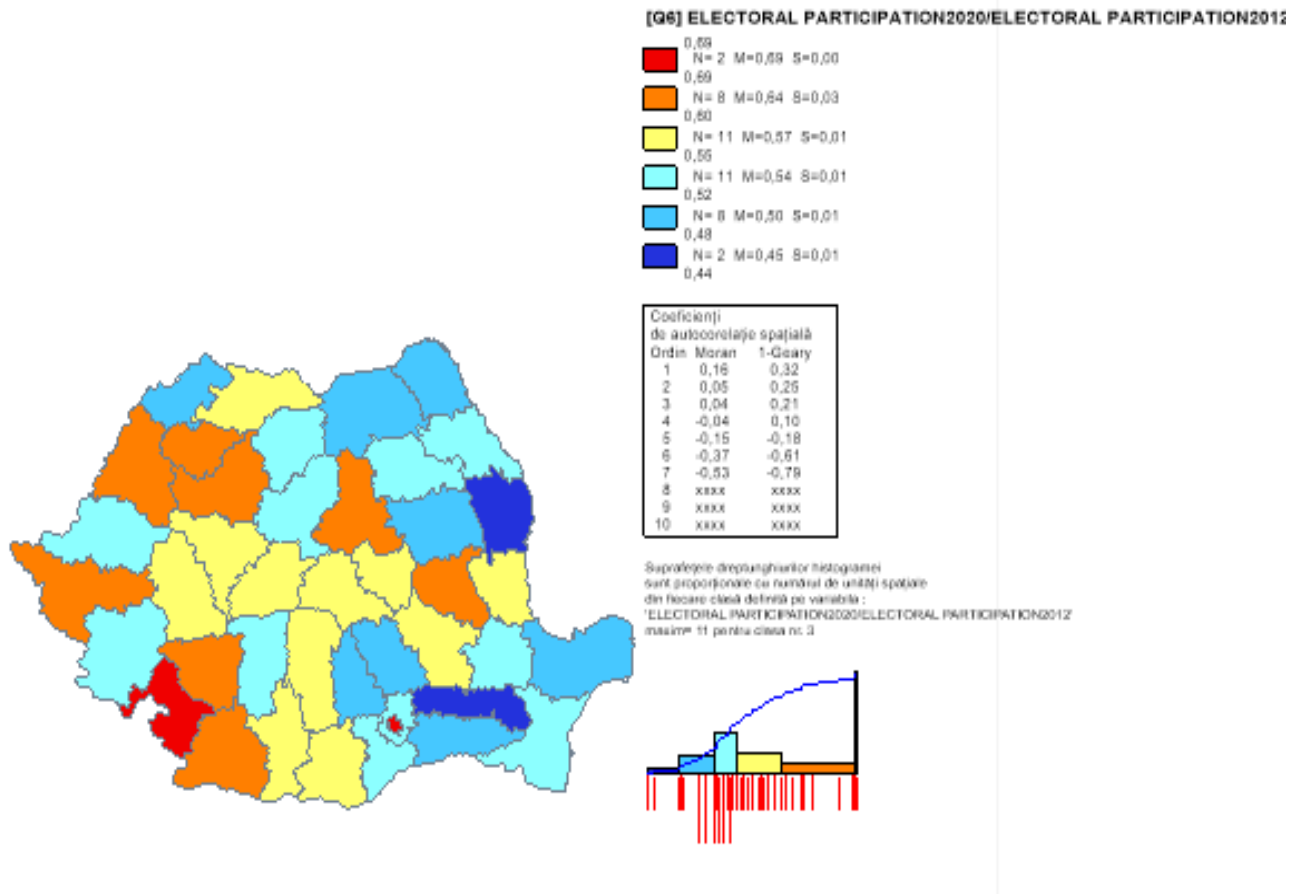 [Q6] ELECTORAL PARTICIPATION2020/ELECTORAL PARTICIPATION2012
0,69
N= 2 M=0,69 S=0,00
0,69
N= 8 M=0,64 S=0,03
0,60
N= 11 M=0,57 S=0,01
0,55
N= 11 M=0,54 S=0,01
0,52
N= 8 M=0,50 S=0,01
0,48
N= 2 M=0,45 S=0,01
0,44
Coeficienți
de autocorelație spațială
Ordin Moran 1-Geary
1 0,16 0,32
2 0,05 0,25
3 0,04 0,21
4 -0,04 0,10
5 -0,15 -0,18
6 -0,37 -0,61
7 -0,53 -0,79
8 xxxx xxxx
9 xxxx xxxx
10 xxxx xxxx
Suprafețele dreptunghiurilor histogramei
sunt proporționale cu numărul de unități spațiale
din fiecare clasă definită pe variabila :
'ELECTORAL PARTICIPATION2020/ELECTORAL PARTICIPATION2012'
maxim= 11 pentru clasa nr. 3